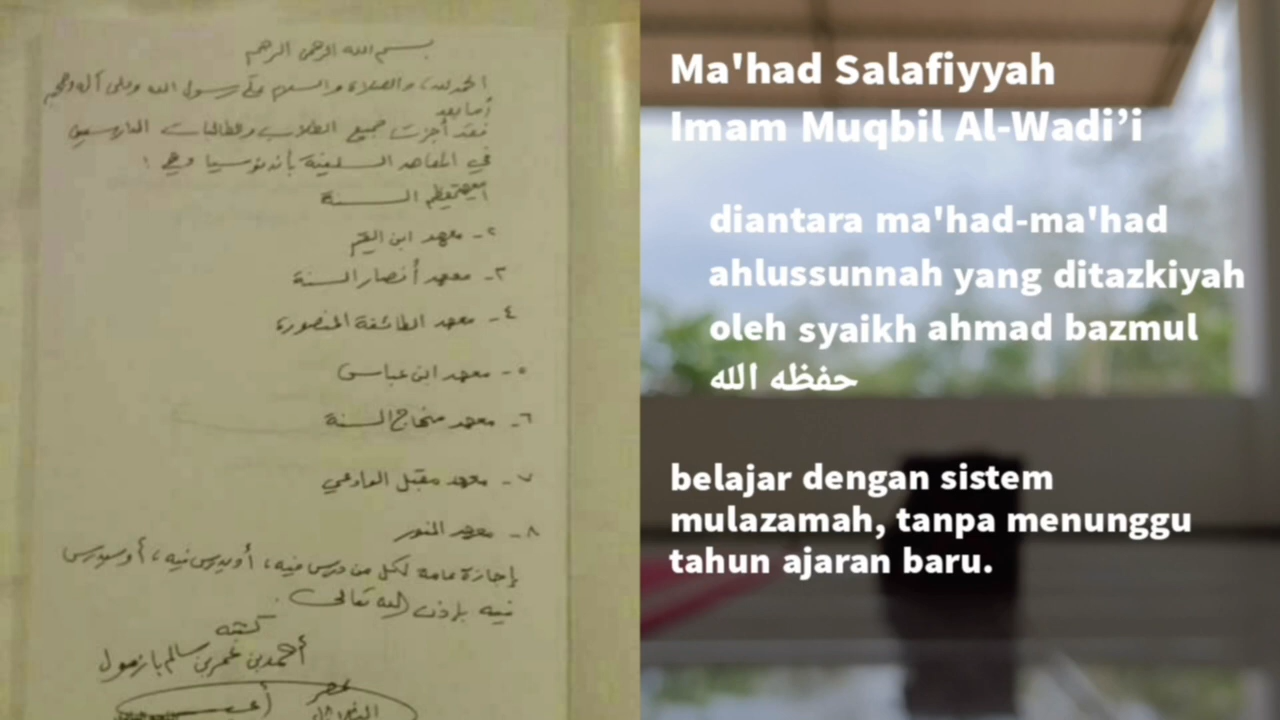 بسم الله الرحمن الرحيم
الحمد لله، والصلاة والسلام على رسول الله وعلى آله وصحبه
أما بعد
فقد أجزت جميع الطلاب والطالبات الدارسين
في المعاهد السلفية بأندونسيا وهي :
السنة
٢- معهد ابن القيم
٣- معهد أنصار السنة
٤- معهد الطائفة المنصورة
٥- معهد ابن عباس
٦- معهد منهاج السنة
٧- معهد مقبل الوادعي
٨- معهد المنور
إجازة عامة لكل من درس فيه، أو يدرس فيه، أو سيدرس
فيه بإذن الله تعالى.
كتبه
أحمد بن عمر بن سالم بازمول
Ma'had Salafiyyah
Imam Muqbil Al-Wadi’i
diantara ma'had-ma'had
ahlussunnah yang ditazkiyah
oleh syaikh ahmad bazmul
حفظه الله
belajar dengan sistem
mulazamah, tanpa menunggu
tahun ajaran baru.